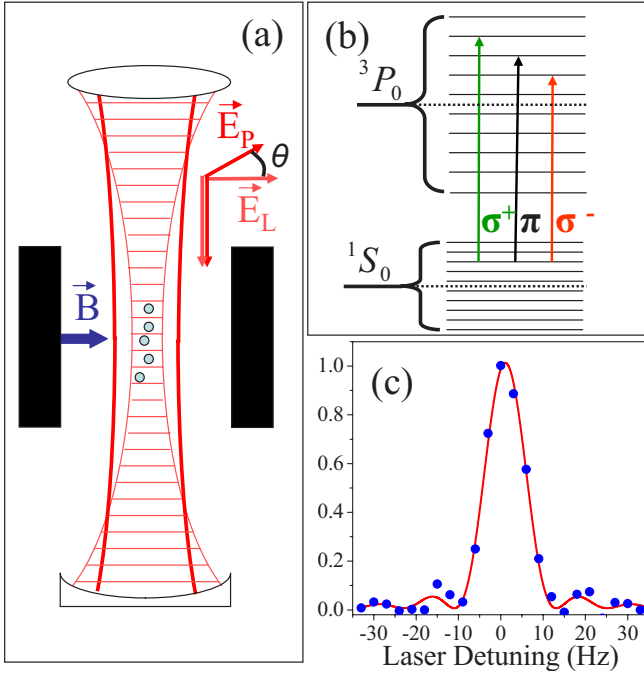 (a)
E_P
θ
E_L
B
(b)
³P₀
σ⁺ π σ⁻
¹S₀
(c)
1.0
0.8
0.6
0.4
0.2
0.0
-30 -20 -10 0 10 20 30
Laser Detuning (Hz)